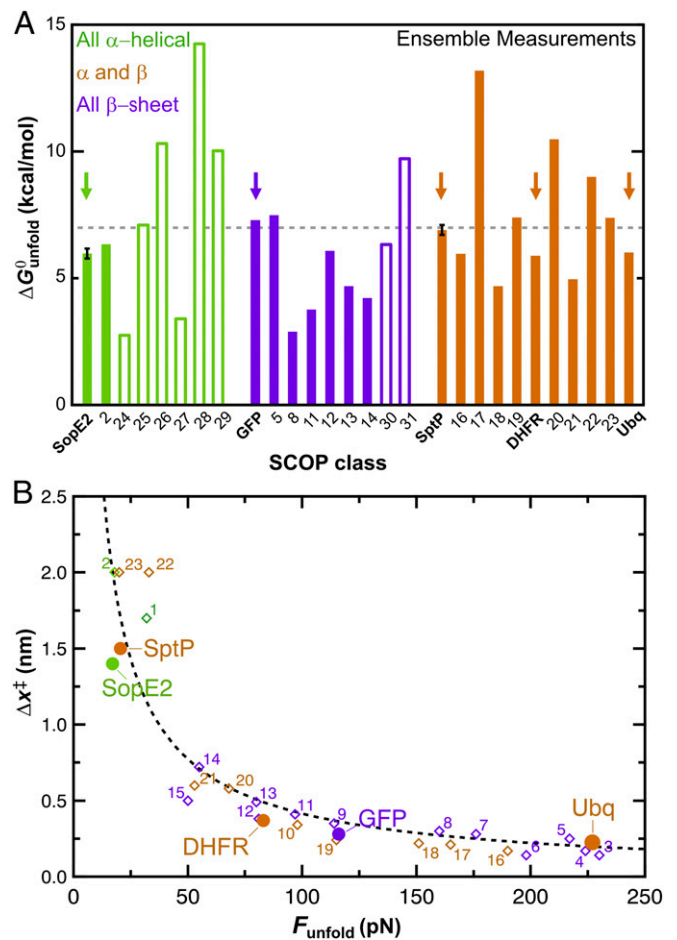 A
All α–helical
α and β
All β–sheet
Ensemble Measurements
15
10
5
0
ΔG⁰unfold (kcal/mol)
SopE2 2 24 25 26 27 28 29 GFP 5 8 11 12 13 14 30 31 SptP 16 17 18 19 DHFR 20 21 22 23 Ubq
SCOP class
B
2.5
2.0
1.5
1.0
0.5
0.0
Δx‡ (nm)
2 23 22
1
SptP
SopE2
14
15 21 20
13
12 11
10 9
DHFR
GFP
19
8 7
18 17
16 6
5
4 3
Ubq
0 50 100 150 200 250
Funfold (pN)